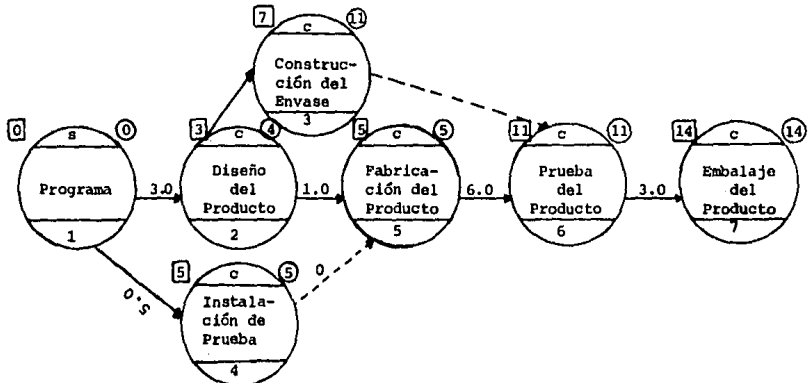 7
11
c
Construc-
ción del
Envase
3
0
0
s
Programa
1
3.0
3
4
c
Diseño
del
Producto
2
1.0
5
5
c
Fabrica-
ción del
Producto
5
6.0
11
11
c
Prueba
del
Producto
6
3.0
14
14
c
Embalaje
del
Producto
7
5.0
5
5
c
Instala-
ción de
Prueba
4
0